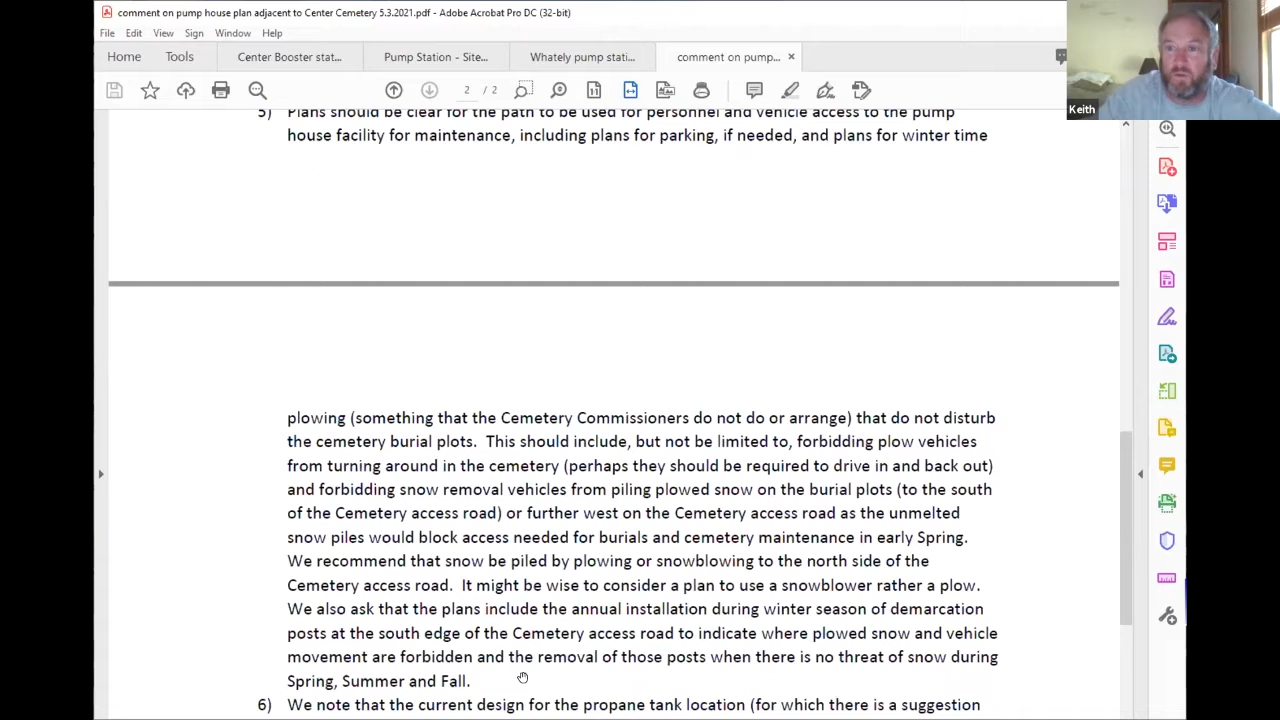 comment on pump house plan adjacent to Center Cemetery 5.3.2021.pdf - Adobe Acrobat Pro DC (32-bit)
File Edit View Sign Window Help
Home Tools Center Booster stat... Pump Station - Site... Whately pump stati... comment on pump... ×
2 / 2
Keith
5) Plans should be clear for the path to be used for personnel and vehicle access to the pump
house facility for maintenance, including plans for parking, if needed, and plans for winter time
plowing (something that the Cemetery Commissioners do not do or arrange) that do not disturb
the cemetery burial plots. This should include, but not be limited to, forbidding plow vehicles
from turning around in the cemetery (perhaps they should be required to drive in and back out)
and forbidding snow removal vehicles from piling plowed snow on the burial plots (to the south
of the Cemetery access road) or further west on the Cemetery access road as the unmelted
snow piles would block access needed for burials and cemetery maintenance in early Spring.
We recommend that snow be piled by plowing or snowblowing to the north side of the
Cemetery access road. It might be wise to consider a plan to use a snowblower rather a plow.
We also ask that the plans include the annual installation during winter season of demarcation
posts at the south edge of the Cemetery access road to indicate where plowed snow and vehicle
movement are forbidden and the removal of those posts when there is no threat of snow during
Spring, Summer and Fall.
6) We note that the current design for the propane tank location (for which there is a suggestion